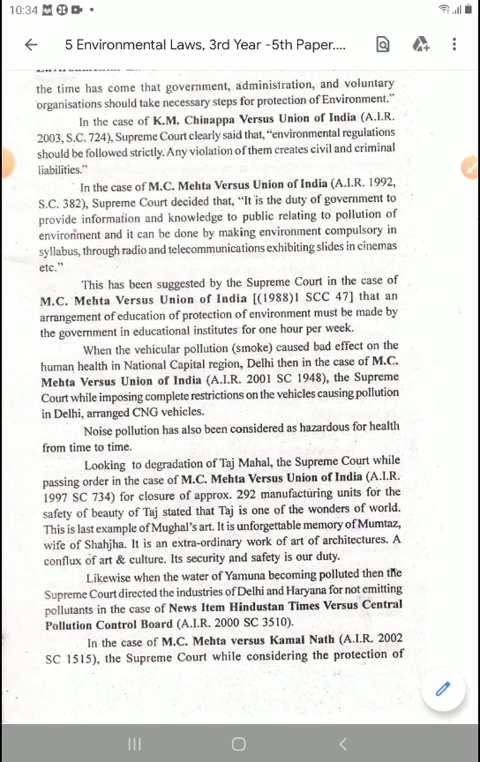 10:34
5 Environmental Laws, 3rd Year -5th Paper....
the time has come that government, administration, and voluntary
organisations should take necessary steps for protection of Environment.”
In the case of K.M. Chinappa Versus Union of India (A.I.R.
2003, S.C. 724), Supreme Court clearly said that, “environmental regulations
should be followed strictly. Any violation of them creates civil and criminal
liabilities.”
In the case of M.C. Mehta Versus Union of India (A.I.R. 1992,
S.C. 382), Supreme Court decided that, “It is the duty of government to
provide information and knowledge to public relating to pollution of
environment and it can be done by making environment compulsory in
syllabus, through radio and telecommunications exhibiting slides in cinemas
etc.”
This has been suggested by the Supreme Court in the case of
M.C. Mehta Versus Union of India [(1988)1 SCC 47] that an
arrangement of education of protection of environment must be made by
the government in educational institutes for one hour per week.
When the vehicular pollution (smoke) caused bad effect on the
human health in National Capital region, Delhi then in the case of M.C.
Mehta Versus Union of India (A.I.R. 2001 SC 1948), the Supreme
Court while imposing complete restrictions on the vehicles causing pollution
in Delhi, arranged CNG vehicles.
Noise pollution has also been considered as hazardous for health
from time to time.
Looking to degradation of Taj Mahal, the Supreme Court while
passing order in the case of M.C. Mehta Versus Union of India (A.I.R.
1997 SC 734) for closure of approx. 292 manufacturing units for the
safety of beauty of Taj stated that Taj is one of the wonders of world.
This is last example of Mughal's art. It is unforgettable memory of Mumtaz,
wife of Shahjha. It is an extra-ordinary work of art of architectures. A
conflux of art & culture. Its security and safety is our duty.
Likewise when the water of Yamuna becoming polluted then the
Supreme Court directed the industries of Delhi and Haryana for not emitting
pollutants in the case of News Item Hindustan Times Versus Central
Pollution Control Board (A.I.R. 2000 SC 3510).
In the case of M.C. Mehta versus Kamal Nath (A.I.R. 2002
SC 1515), the Supreme Court while considering the protection of